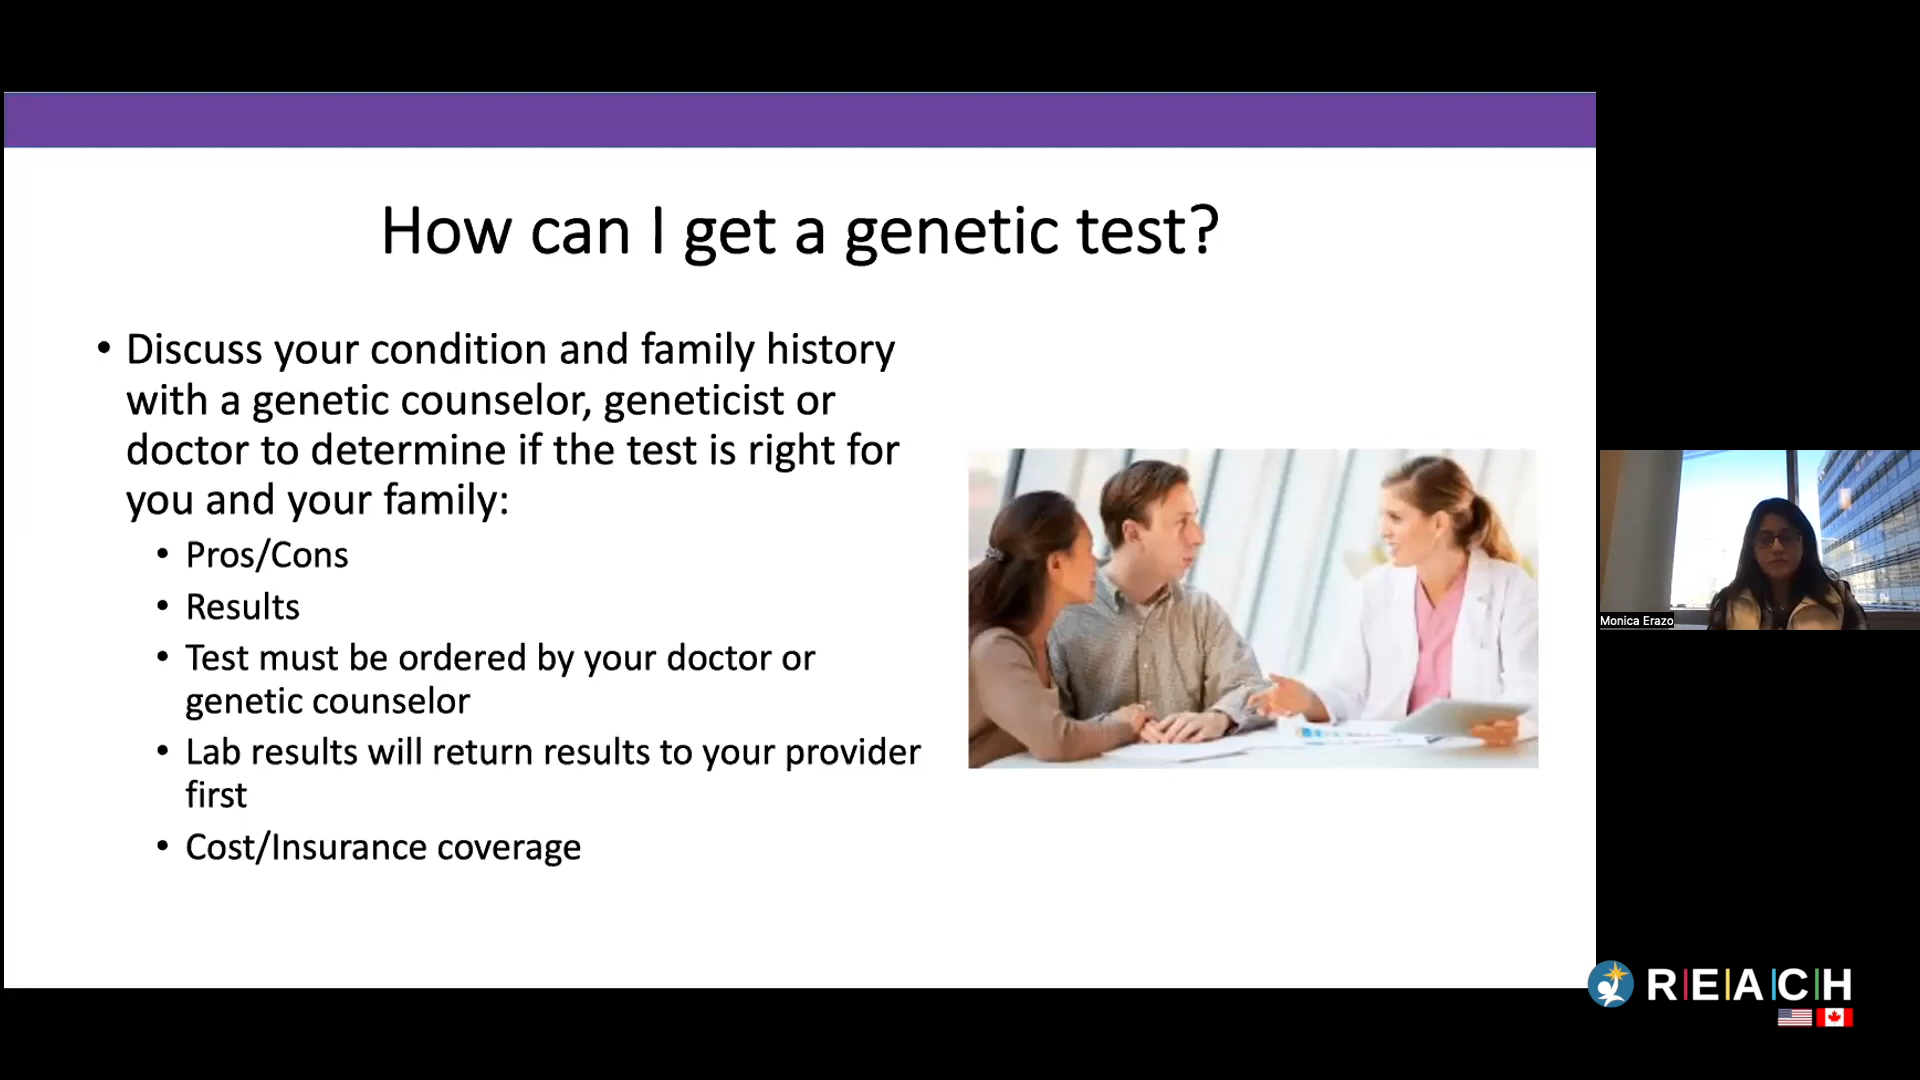 How can I get a genetic test?
• Discuss your condition and family history
with a genetic counselor, geneticist or
doctor to determine if the test is right for
you and your family:
• Pros/Cons
• Results
• Test must be ordered by your doctor or
genetic counselor
• Lab results will return results to your provider
first
• Cost/Insurance coverage
Monica Erazo
R|E|A|C|H